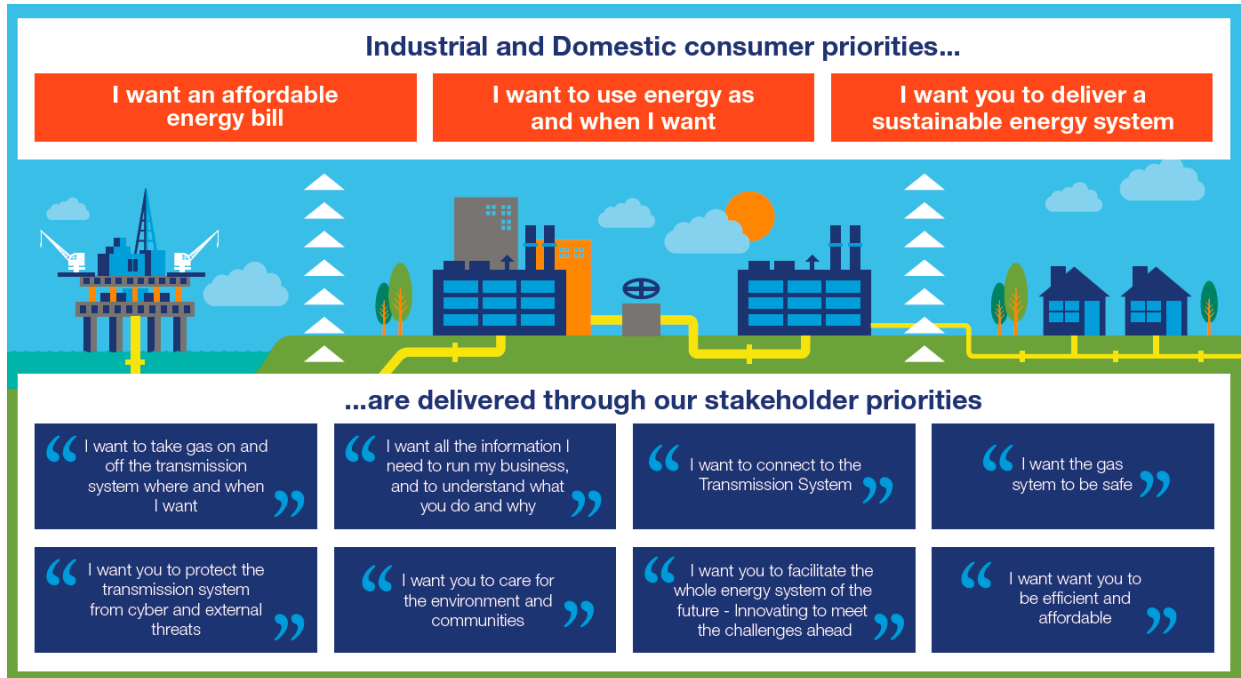 Industrial and Domestic consumer priorities...
I want an affordable
energy bill
I want to use energy as
and when I want
I want you to deliver a
sustainable energy system
...are delivered through our stakeholder priorities
“ I want to take gas on and
off the transmission
system where and when
I want ”
“ I want all the information I
need to run my business,
and to understand what
you do and why ”
“ I want to connect to the
Transmission System ”
“ I want the gas
sytem to be safe ”
“ I want you to protect the
transmission system
from cyber and external
threats ”
“ I want you to care for
the environment and
communities ”
“ I want you to facilitate the
whole energy system of the
future - Innovating to meet
the challenges ahead ”
“ I want want you to
be efficient and
affordable ”